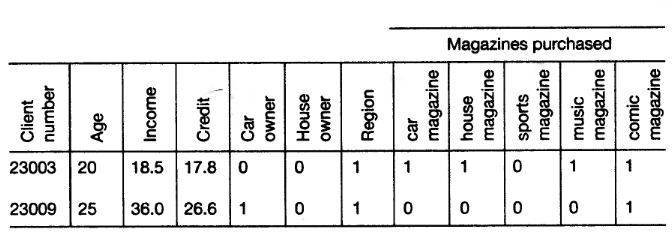 Magazines purchased
Client number Age Income Credit Car owner House owner Region car magazine house magazine sports magazine music magazine comic magazine
23003 20 18.5 17.8 0 0 1 1 1 0 1 1
23009 25 36.0 26.6 1 0 1 0 0 0 0 1